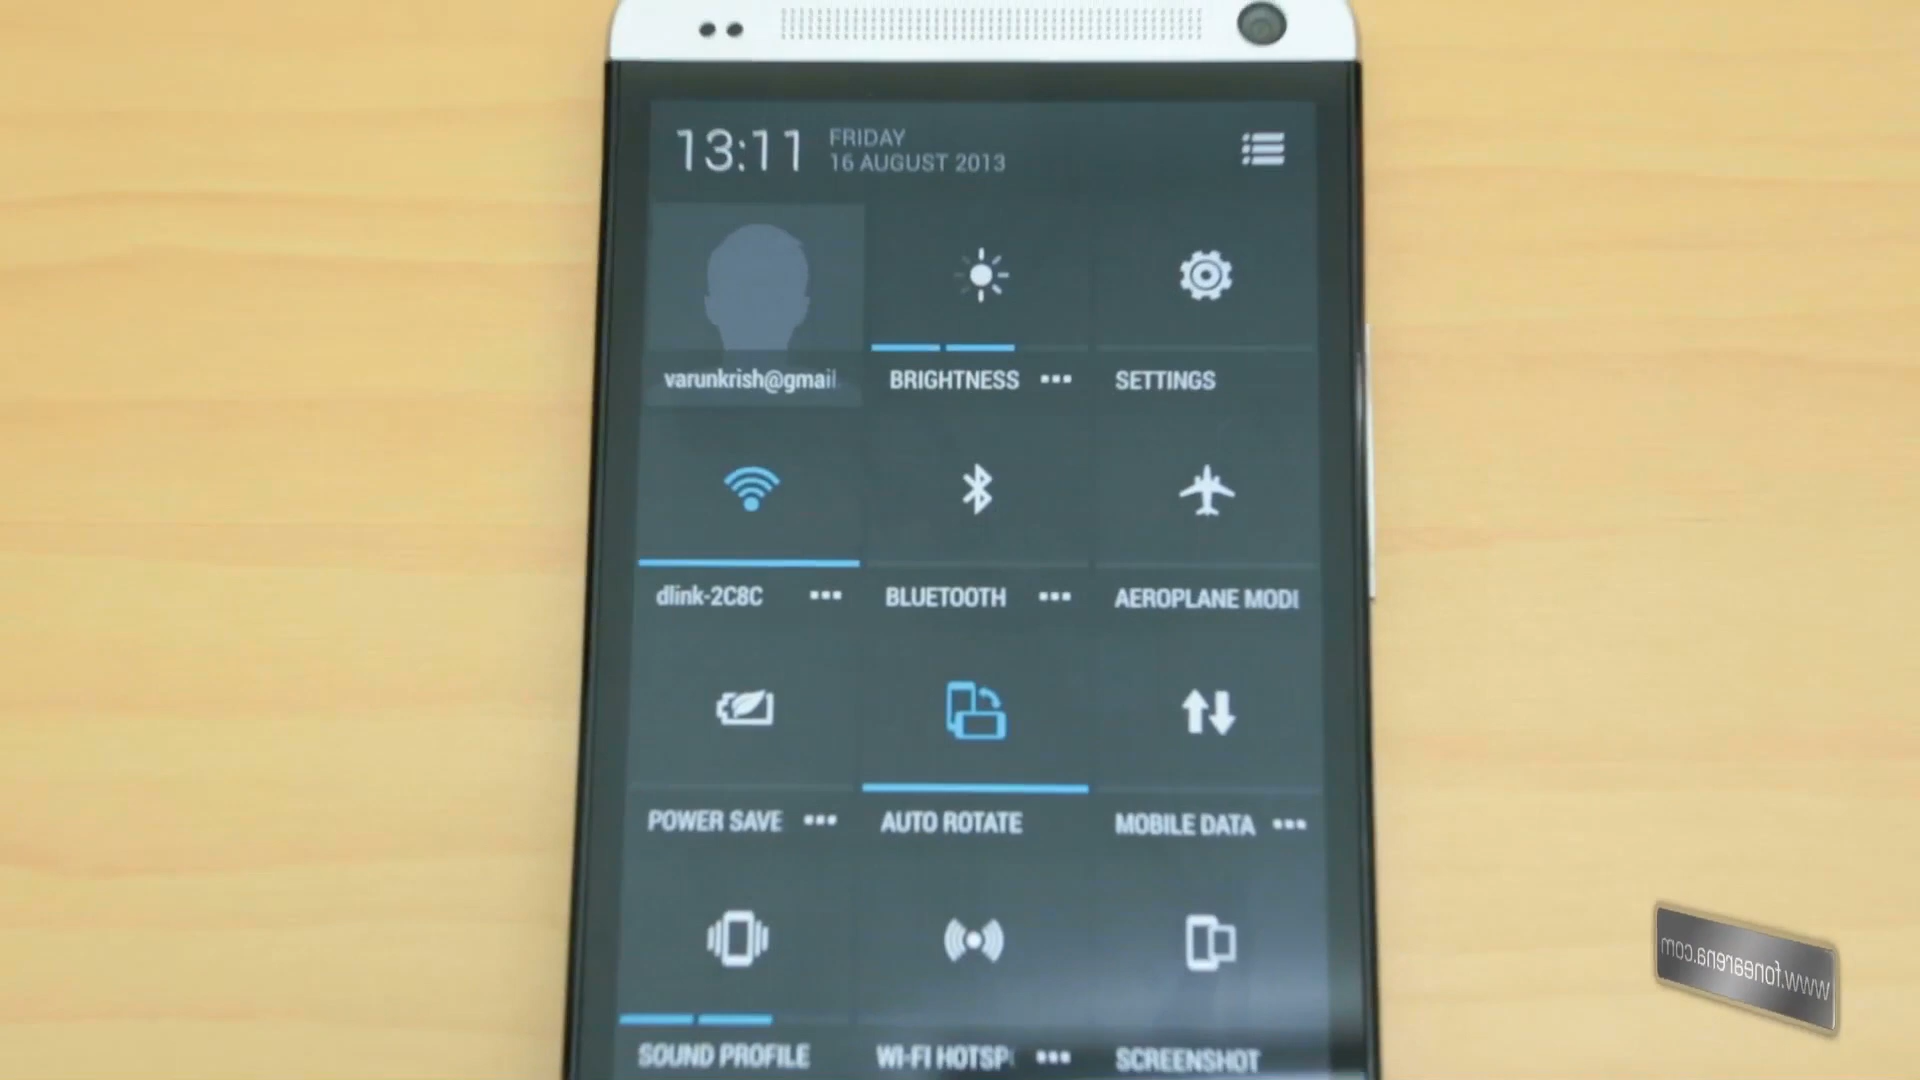 13:11
FRIDAY
16 AUGUST 2013
varunkrish@gmail
BRIGHTNESS
SETTINGS
dlink-2C8C
BLUETOOTH
AEROPLANE MODE
POWER SAVE
AUTO ROTATE
MOBILE DATA
SOUND PROFILE
WI-FI HOTSPO
SCREENSHOT
www.fonearena.com